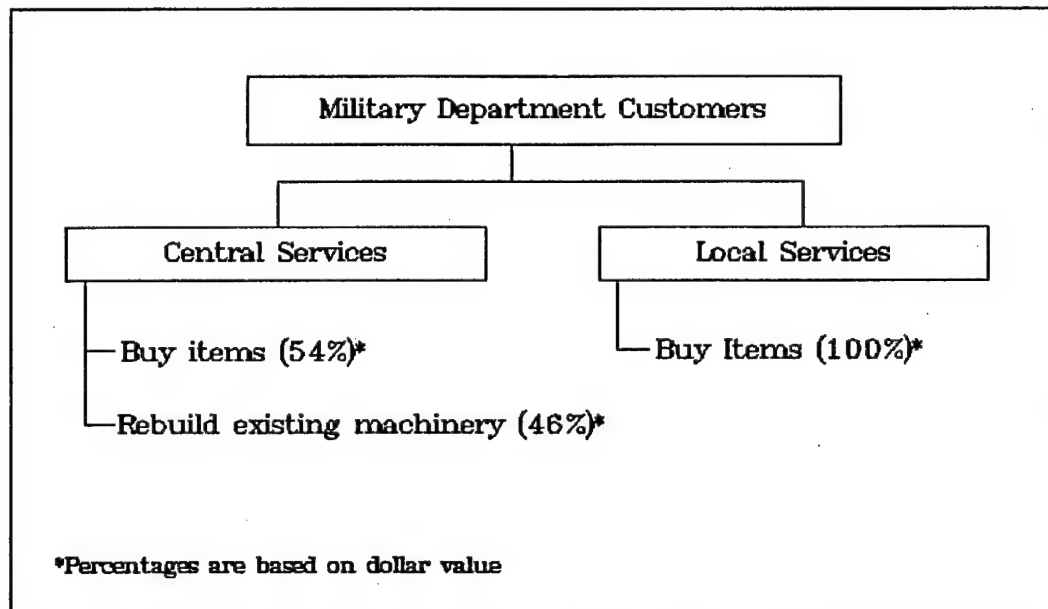 Military Department Customers
Central Services
Local Services
Buy items (54%)*
Buy Items (100%)*
Rebuild existing machinery (46%)*
*Percentages are based on dollar value